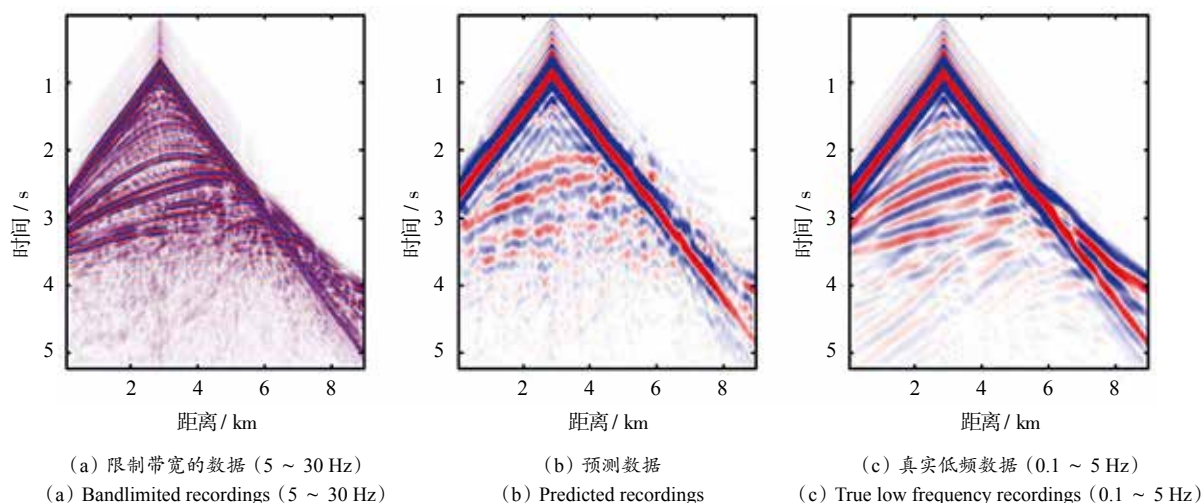 1
2
3
4
5
时间 / s
2
4
6
8
距离 / km
1
2
3
4
5
时间 / s
2
4
6
8
距离 / km
1
2
3
4
5
时间 / s
2
4
6
8
距离 / km
（a）限制带宽的数据（5 ~ 30 Hz）
(a) Bandlimited recordings（5 ~ 30 Hz）
（b）预测数据
(b) Predicted recordings
（c）真实低频数据（0.1 ~ 5 Hz）
(c) True low frequency recordings（0.1 ~ 5 Hz）